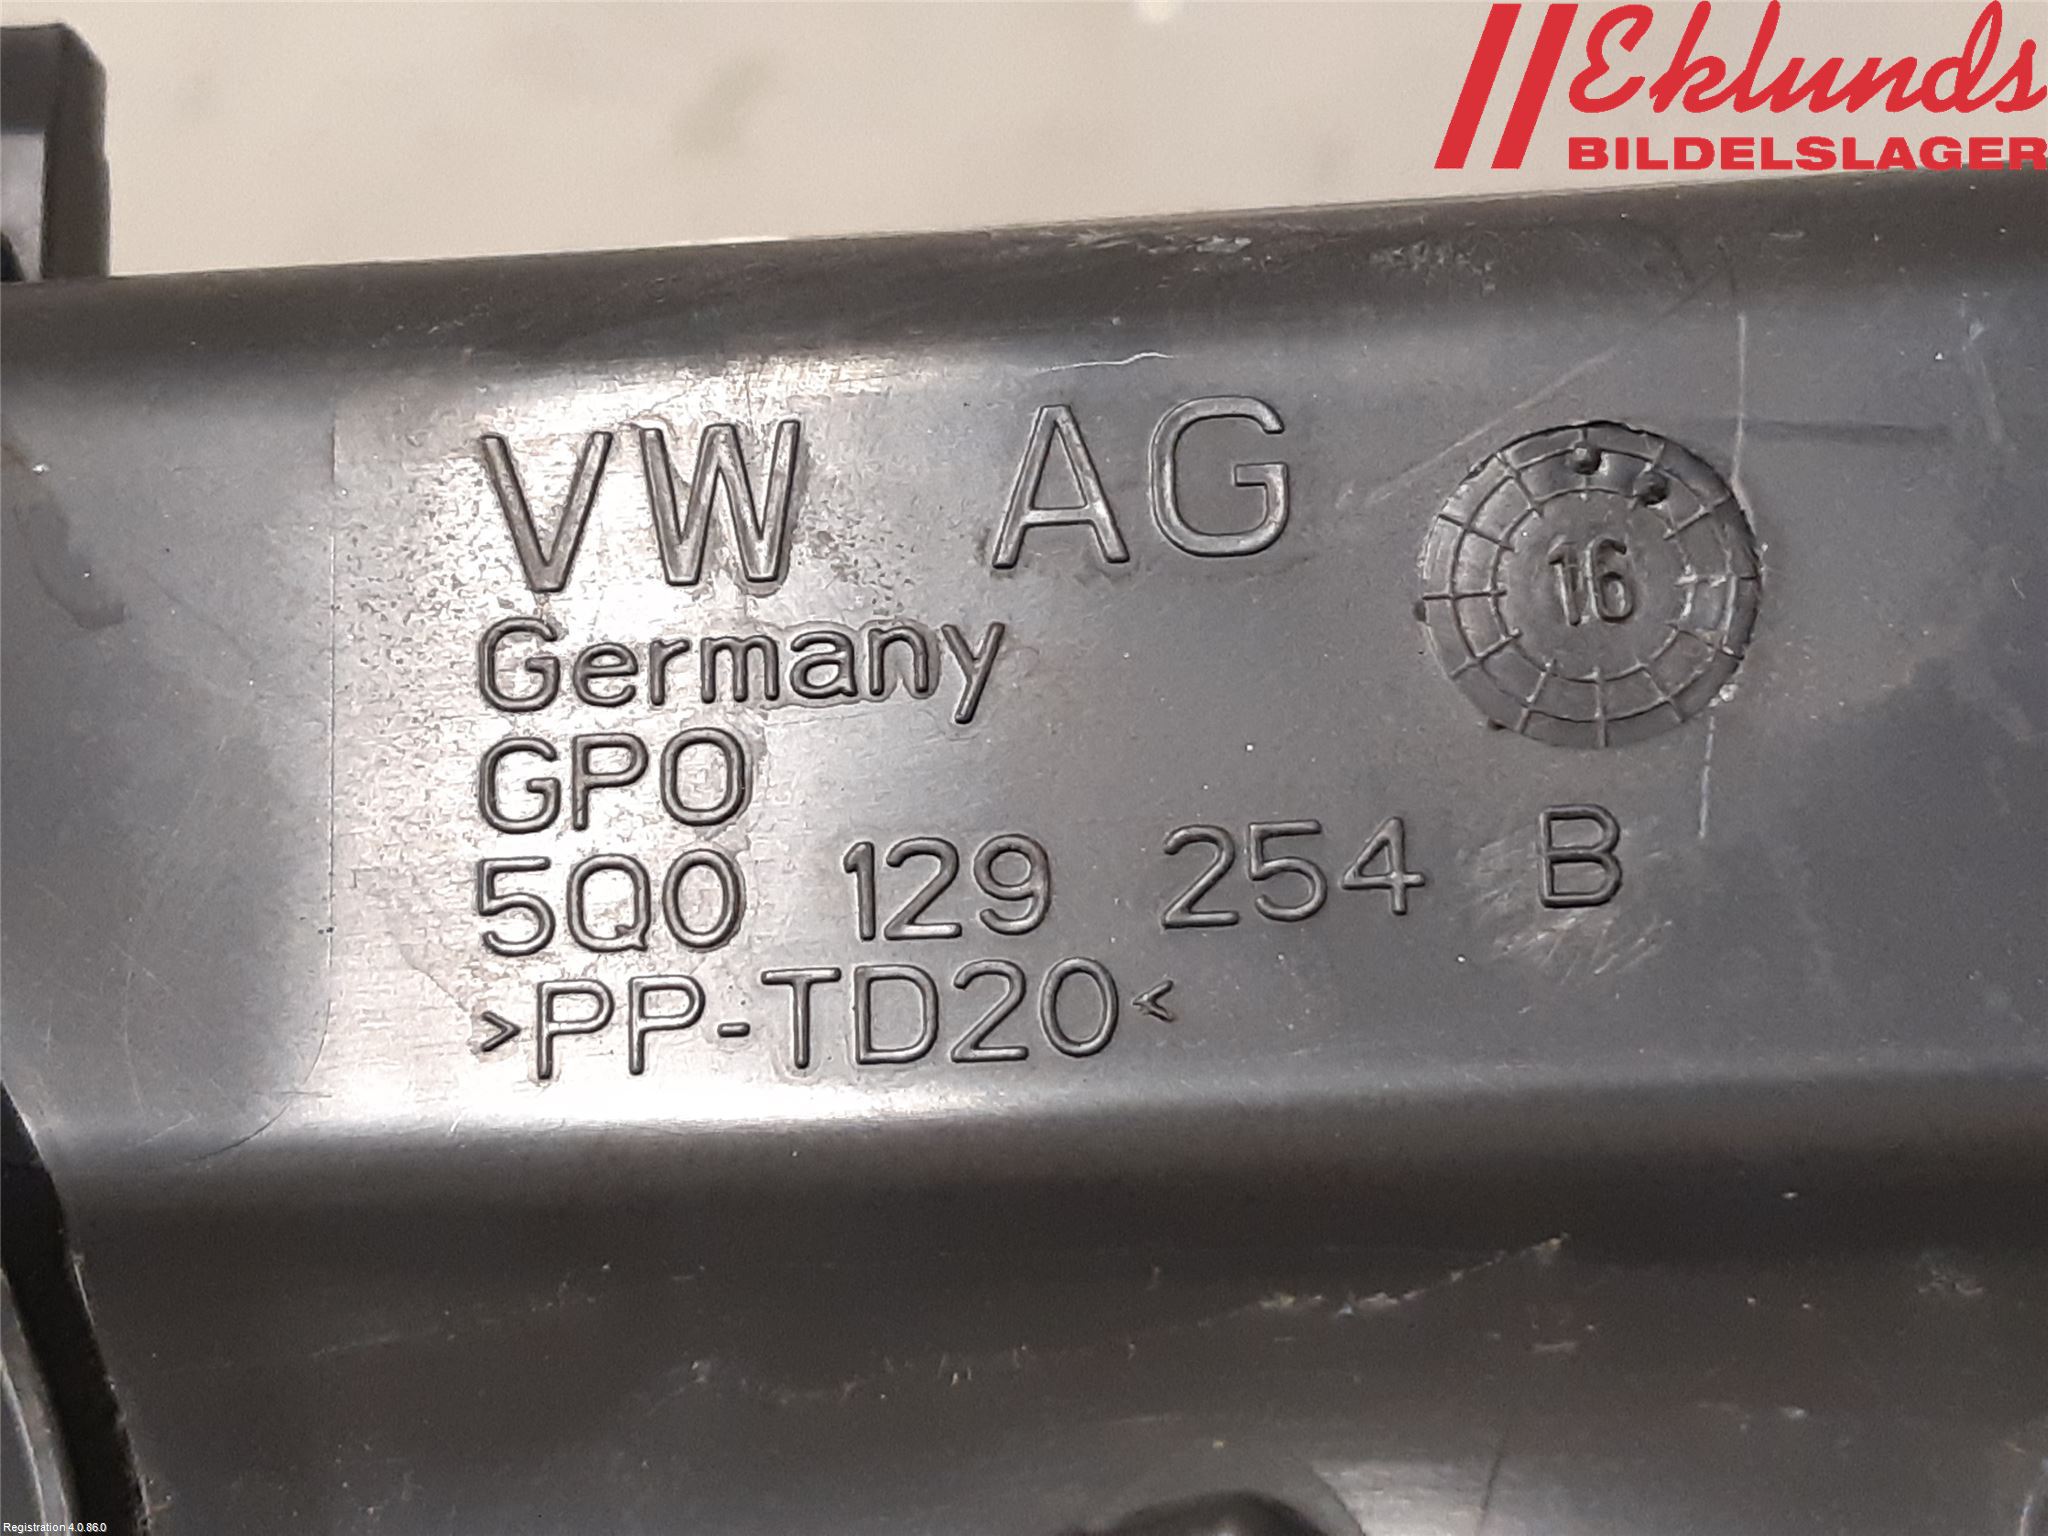 Eklunds
BILDELSLAGER
VW AG
16
Germany
GPO
5Q0 129 254 B
>PP-TD20<
Registration 4.0.86.0